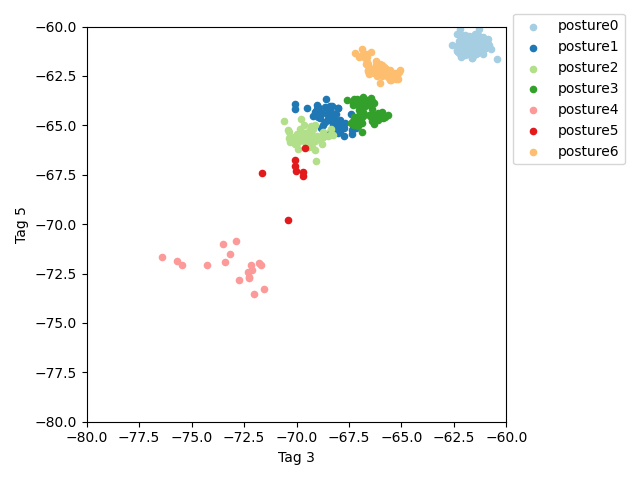 −60.0
−62.5
−65.0
−67.5
−70.0
−72.5
−75.0
−77.5
−80.0
Tag 5
−80.0 −77.5 −75.0 −72.5 −70.0 −67.5 −65.0 −62.5 −60.0
Tag 3
posture0
posture1
posture2
posture3
posture4
posture5
posture6